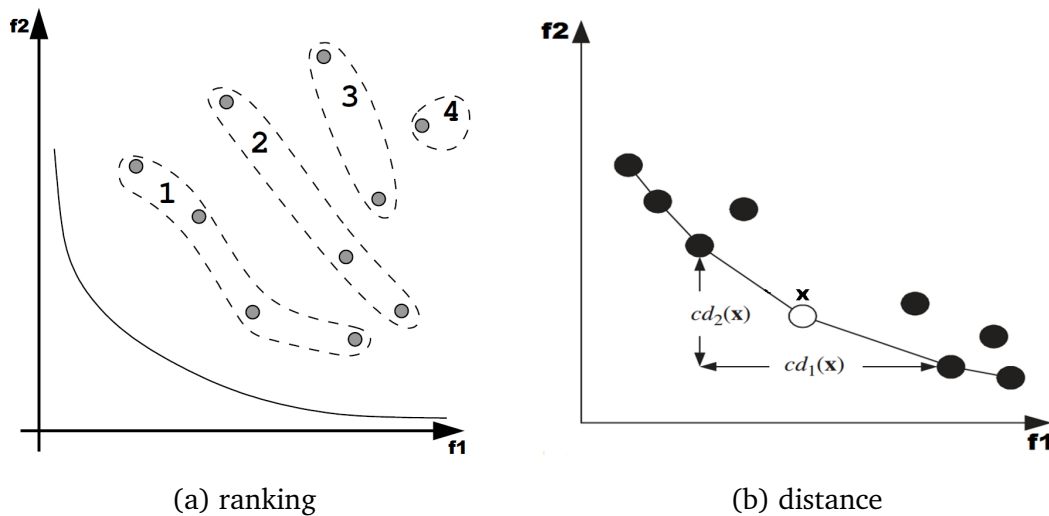 f2
1
2
3
4
f1
(a) ranking
f2
x
cd₂(x)
cd₁(x)
f1
(b) distance